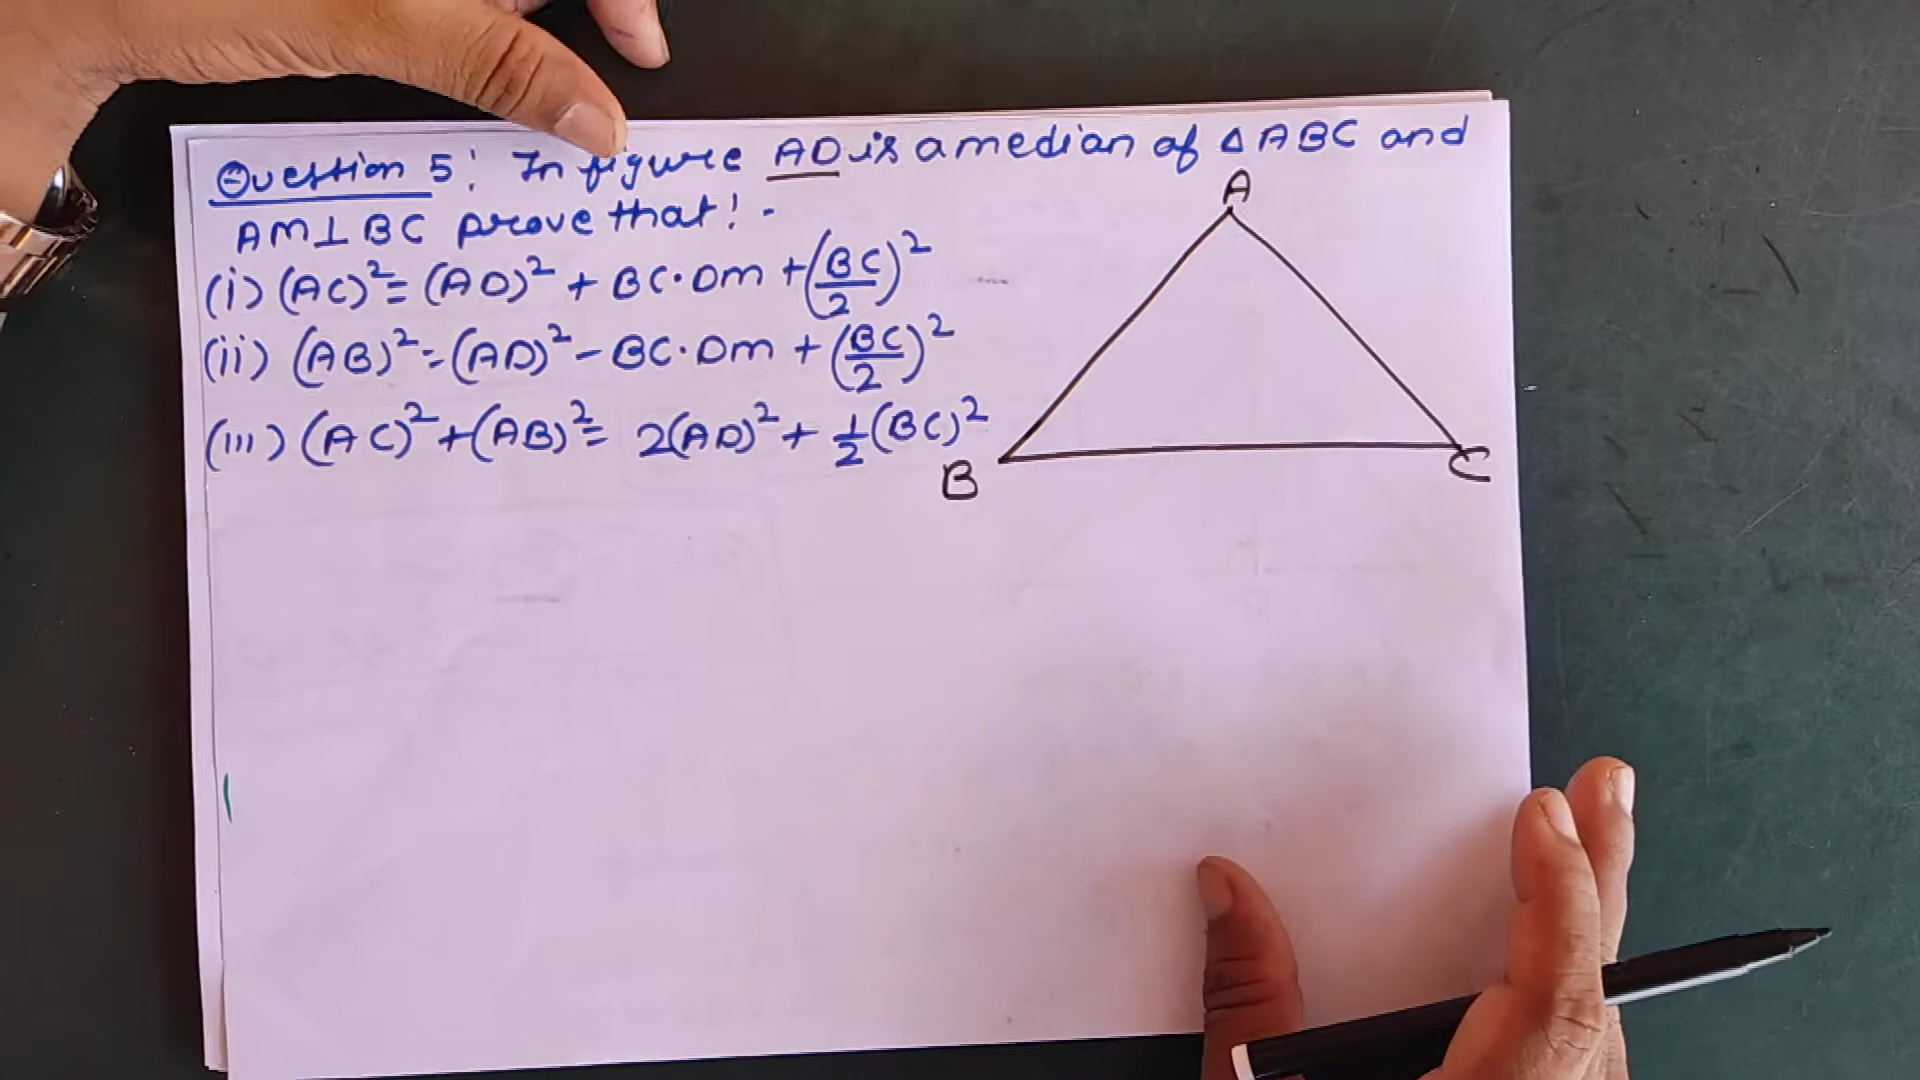 Question 5: In figure AD is a median of △ABC and
AM⊥BC prove that:-
(i) (AC)²= (AD)² + BC·Dm +(BC/2)²
(ii) (AB)²=(AD)²-BC·Dm + (BC/2)²
(iii) (AC)²+(AB)²= 2(AD)²+ 1/2(BC)²
A
B
C